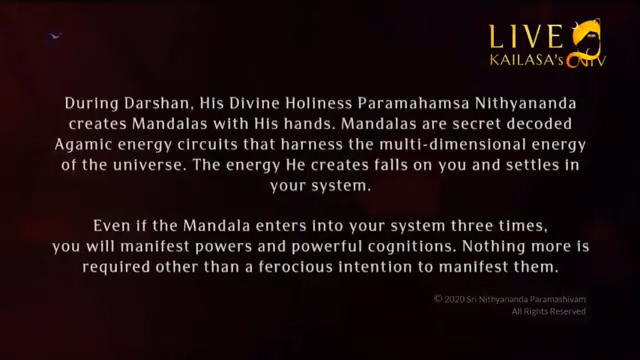 LIVE
KAILASA's ONTV
During Darshan, His Divine Holiness Paramahamsa Nithyananda
creates Mandalas with His hands. Mandalas are secret decoded
Agamic energy circuits that harness the multi-dimensional energy
of the universe. The energy He creates falls on you and settles in
your system.
Even if the Mandala enters into your system three times,
you will manifest powers and powerful cognitions. Nothing more is
required other than a ferocious intention to manifest them.
© 2020 Sri Nithyananda Paramashivam
All Rights Reserved